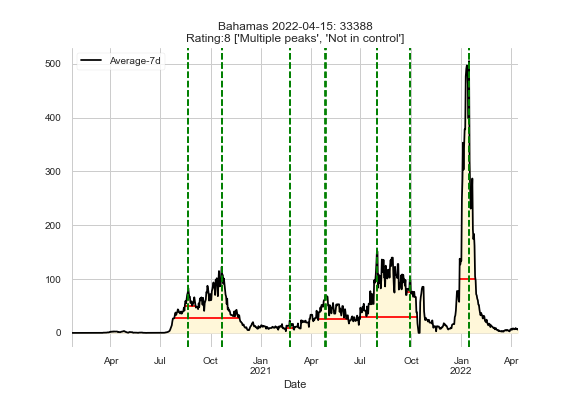 Bahamas 2022-04-15: 33388
Rating:8 ['Multiple peaks', 'Not in control']
Average-7d
500
400
300
200
100
0
Apr Jul Oct Jan Apr Jul Oct Jan Apr
2021 2022
Date